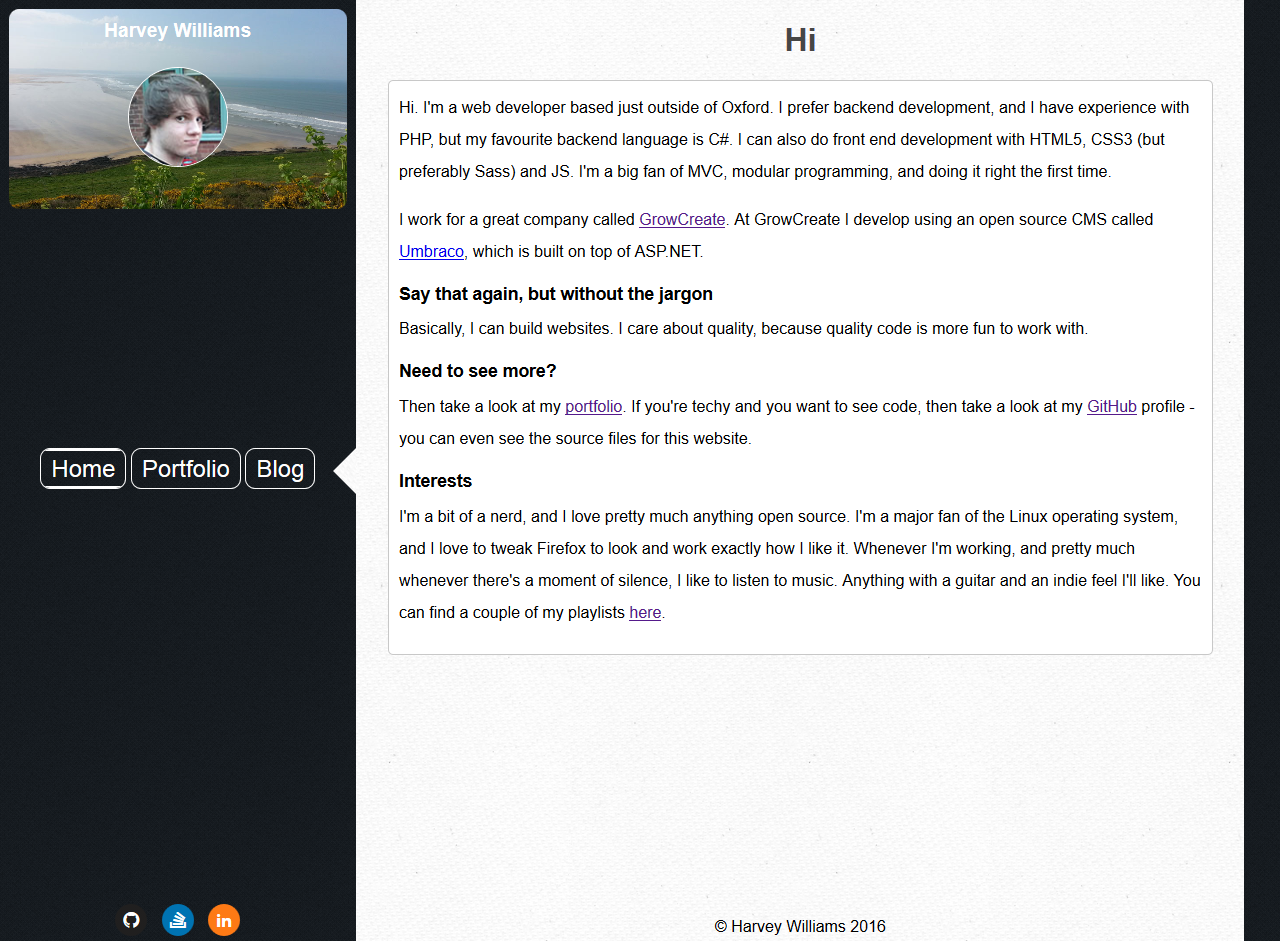 Harvey Williams
Home
Portfolio
Blog
in
Hi
Hi. I'm a web developer based just outside of Oxford. I prefer backend development, and I have experience with
PHP, but my favourite backend language is C#. I can also do front end development with HTML5, CSS3 (but
preferably Sass) and JS. I'm a big fan of MVC, modular programming, and doing it right the first time.
I work for a great company called GrowCreate. At GrowCreate I develop using an open source CMS called
Umbraco, which is built on top of ASP.NET.
Say that again, but without the jargon
Basically, I can build websites. I care about quality, because quality code is more fun to work with.
Need to see more?
Then take a look at my portfolio. If you're techy and you want to see code, then take a look at my GitHub profile -
you can even see the source files for this website.
Interests
I'm a bit of a nerd, and I love pretty much anything open source. I'm a major fan of the Linux operating system,
and I love to tweak Firefox to look and work exactly how I like it. Whenever I'm working, and pretty much
whenever there's a moment of silence, I like to listen to music. Anything with a guitar and an indie feel I'll like. You
can find a couple of my playlists here.
© Harvey Williams 2016